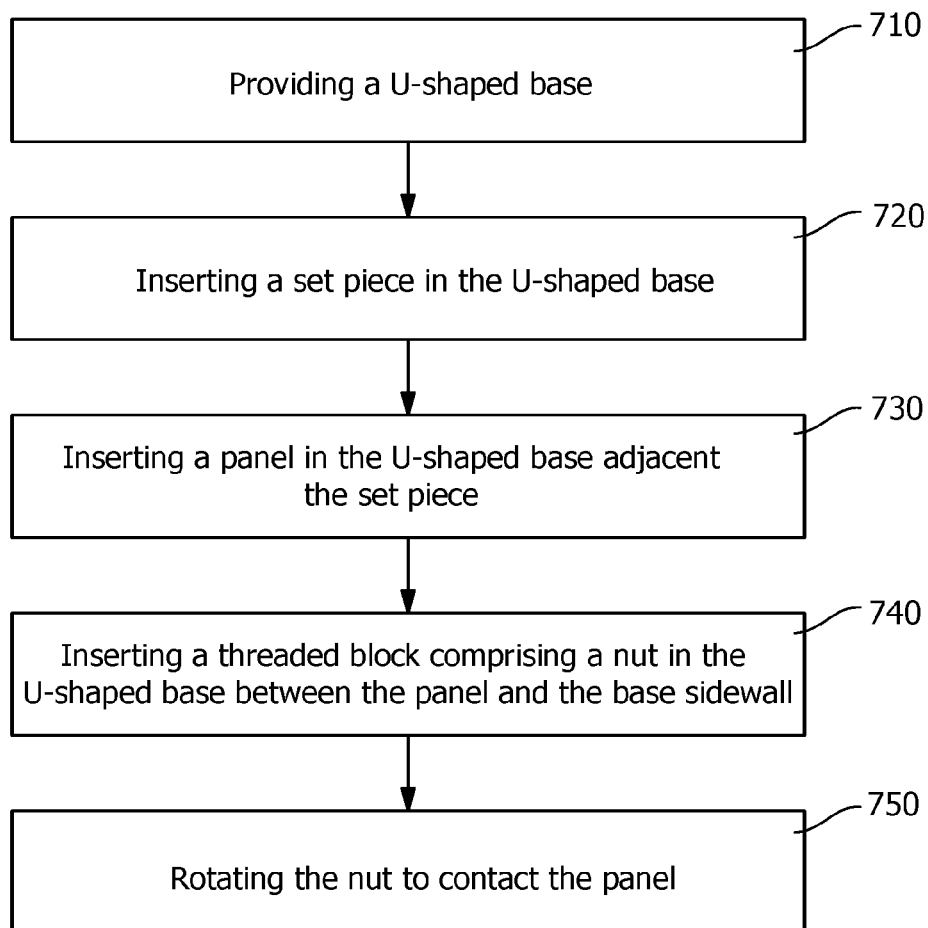 710
Providing a U-shaped base
720
Inserting a set piece in the U-shaped base
730
Inserting a panel in the U-shaped base adjacent
the set piece
740
Inserting a threaded block comprising a nut in the
U-shaped base between the panel and the base sidewall
750
Rotating the nut to contact the panel